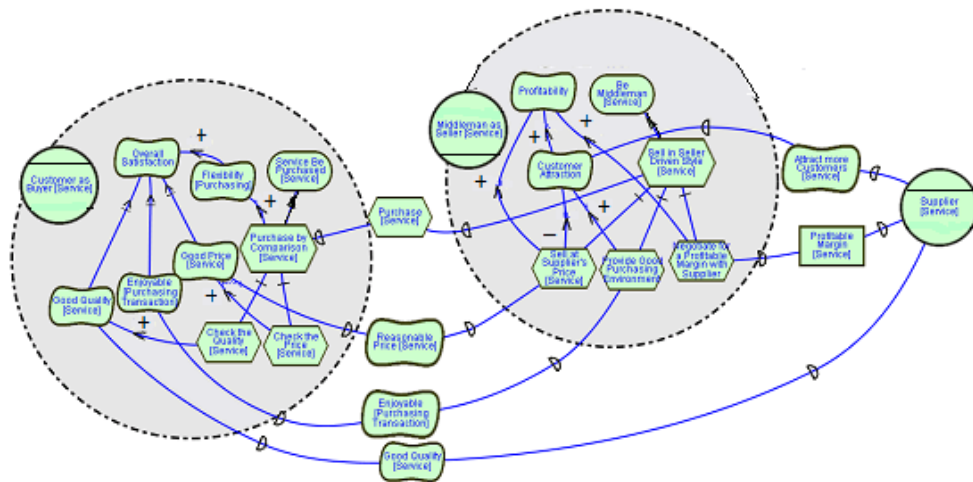 Profitability
Be
Middleman
[Service]
Middleman as
Seller [Service]
Sell in Seller
Driven Style
[Service]
Customer
Attraction
Attract more
Customers
[Service]
Supplier
[Service]
Profitable
Margin
[Service]
Negotiate for
a Profitable
Margin with
Supplier
Provide Good
Purchasing
Environment
Sell at
Supplier's
Price
[Service]
+
+
+
+
−
Overall
Satisfaction
Flexibility
[Purchasing]
Service Be
Purchased
[Service]
Customer as
Buyer [Service]
Purchase by
Comparison
[Service]
Purchase
[Service]
Good Price
[Service]
Enjoyable
[Purchasing
Transaction]
Good Quality
[Service]
Check the
Quality
[Service]
Check the
Price
[Service]
+
+
+
+
Reasonable
Price [Service]
Enjoyable
[Purchasing
Transaction]
Good Quality
[Service]